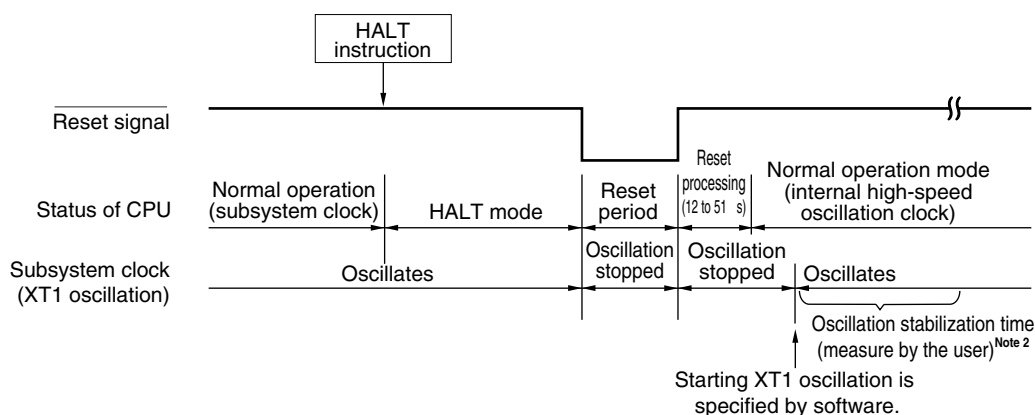 HALT
instruction
Reset signal
Status of CPU
Normal operation
(subsystem clock)
HALT mode
Reset
period
Reset
processing
(12 to 51 s)
Normal operation mode
(internal high-speed
oscillation clock)
Subsystem clock
(XT1 oscillation)
Oscillates
Oscillation
stopped
Oscillation
stopped
Oscillates
Oscillation stabilization time
(measure by the user)Note 2
Starting XT1 oscillation is
specified by software.